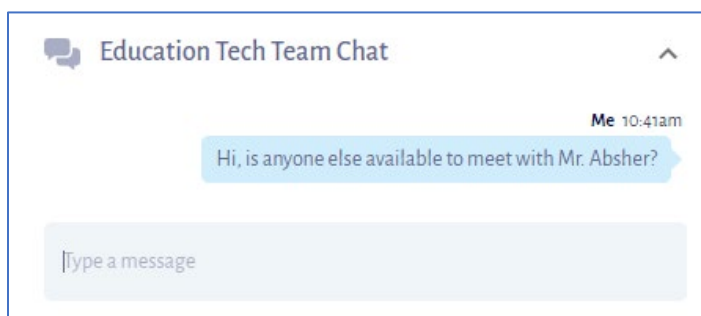 Education Tech Team Chat
Me 10:41am
Hi, is anyone else available to meet with Mr. Absher?
Type a message